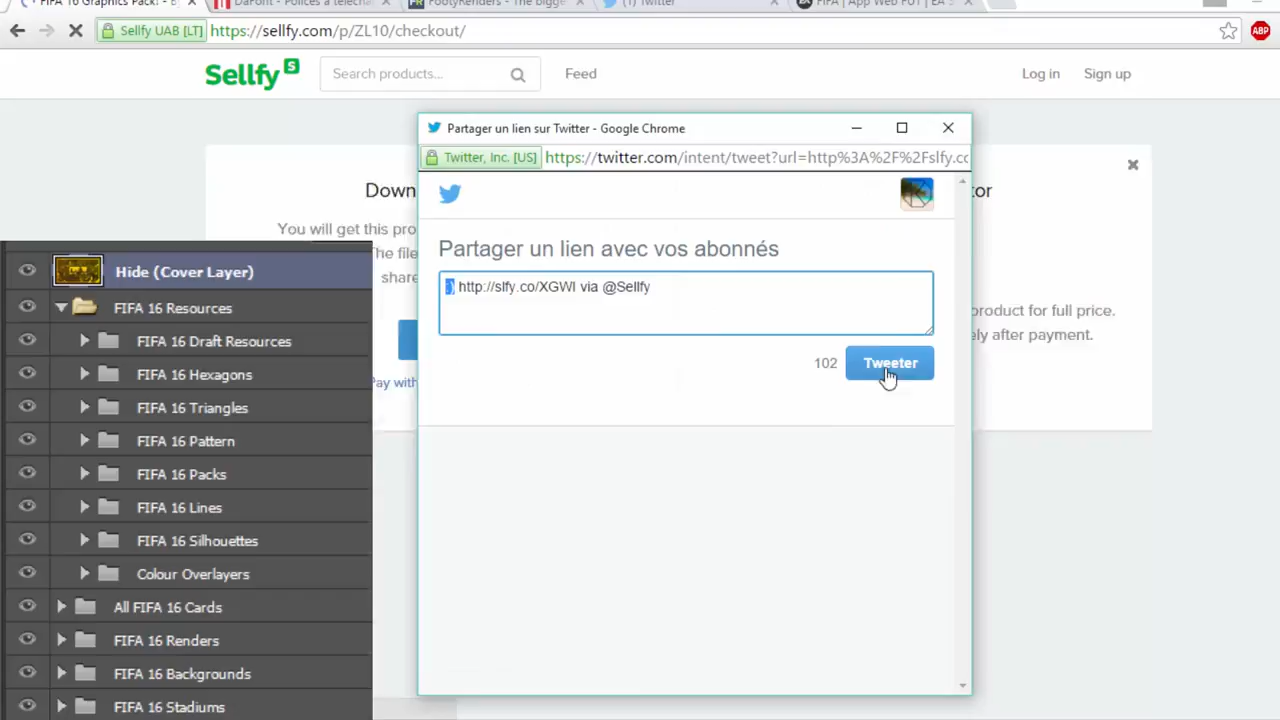 FIFA 16 Graphics Pack! -
DaFont - Polices à téléchar
FootyRenders - The bigge
(1) Twitter
FIFA | App Web FUT | EA S
Sellfy UAB [LT] https://sellfy.com/p/ZL10/checkout/
ABP
Sellfy S
Search products...
Feed
Log in
Sign up
Partager un lien sur Twitter - Google Chrome
Twitter, Inc. [US] https://twitter.com/intent/tweet?url=http%3A%2F%2Fslfy.co
Partager un lien avec vos abonnés
:) http://slfy.co/XGWI via @Sellfy
102
Tweeter
Down
You will get this pro
The file
share
Pay with
tor
product for full price.
ely after payment.
Hide (Cover Layer)
FIFA 16 Resources
FIFA 16 Draft Resources
FIFA 16 Hexagons
FIFA 16 Triangles
FIFA 16 Pattern
FIFA 16 Packs
FIFA 16 Lines
FIFA 16 Silhouettes
Colour Overlayers
All FIFA 16 Cards
FIFA 16 Renders
FIFA 16 Backgrounds
FIFA 16 Stadiums